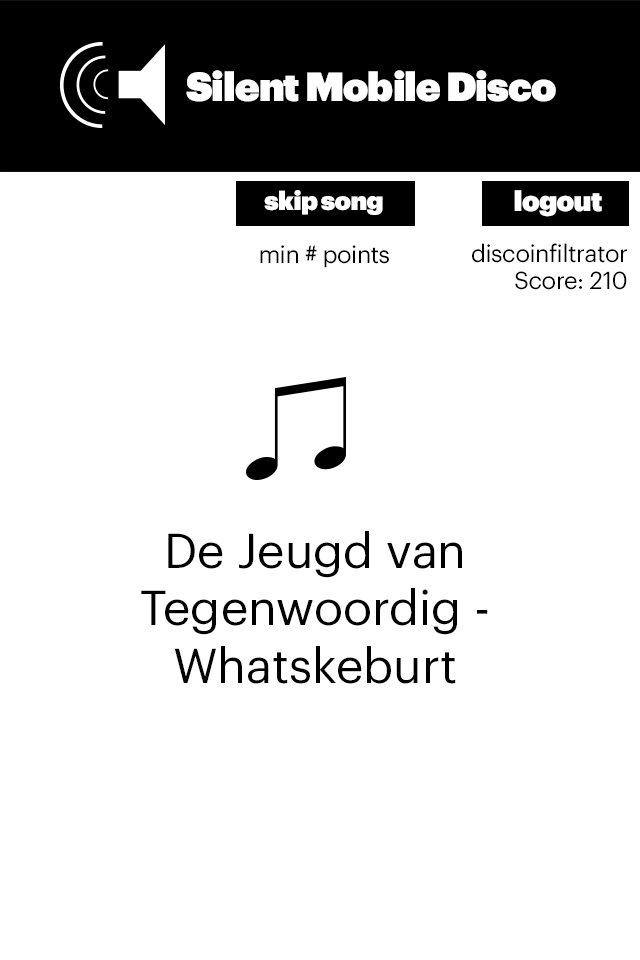 Silent Mobile Disco
skip song
logout
min # points
discoinfiltrator
Score: 210
De Jeugd van
Tegenwoordig -
Whatskeburt